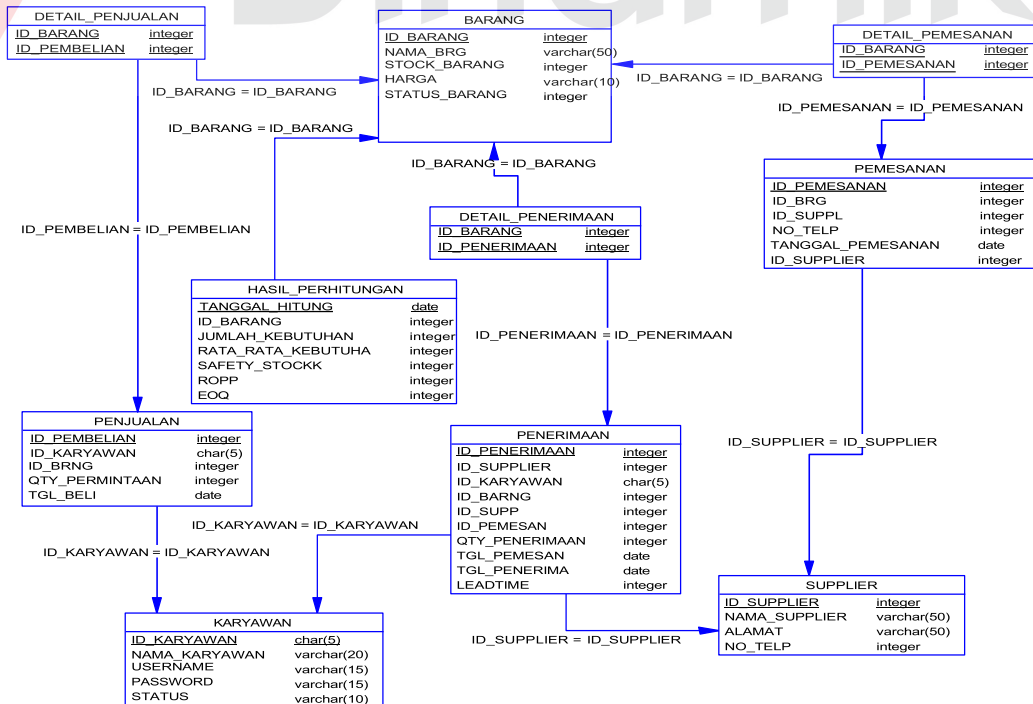 Dinamik
DETAIL_PENJUALAN
ID_BARANG integer
ID_PEMBELIAN integer
BARANG
ID_BARANG integer
NAMA_BRG varchar(50)
STOCK_BARANG integer
HARGA varchar(10)
STATUS_BARANG integer
DETAIL_PEMESANAN
ID_BARANG integer
ID_PEMESANAN integer
ID_BARANG = ID_BARANG
ID_BARANG = ID_BARANG
ID_PEMESANAN = ID_PEMESANAN
ID_BARANG = ID_BARANG
ID_BARANG = ID_BARANG
PEMESANAN
ID_PEMESANAN integer
ID_BRG integer
ID_SUPPL integer
NO_TELP integer
TANGGAL_PEMESANAN date
ID_SUPPLIER integer
DETAIL_PENERIMAAN
ID_BARANG integer
ID_PENERIMAAN integer
ID_PEMBELIAN = ID_PEMBELIAN
HASIL_PERHITUNGAN
TANGGAL_HITUNG date
ID_BARANG integer
JUMLAH_KEBUTUHAN integer
RATA_RATA_KEBUTUHA integer
SAFETY_STOCKK integer
ROPP integer
EOQ integer
ID_PENERIMAAN = ID_PENERIMAAN
PENJUALAN
ID_PEMBELIAN integer
ID_KARYAWAN char(5)
ID_BRNG integer
QTY_PERMINTAAN integer
TGL_BELI date
PENERIMAAN
ID_PENERIMAAN integer
ID_SUPPLIER integer
ID_KARYAWAN char(5)
ID_BARNG integer
ID_SUPP integer
ID_PEMESAN integer
QTY_PENERIMAAN integer
TGL_PEMESAN date
TGL_PENERIMA date
LEADTIME integer
ID_SUPPLIER = ID_SUPPLIER
ID_KARYAWAN = ID_KARYAWAN
ID_KARYAWAN = ID_KARYAWAN
SUPPLIER
ID_SUPPLIER integer
NAMA_SUPPLIER varchar(50)
ALAMAT varchar(50)
NO_TELP integer
KARYAWAN
ID_KARYAWAN char(5)
NAMA_KARYAWAN varchar(20)
USERNAME varchar(15)
PASSWORD varchar(15)
STATUS varchar(10)
ID_SUPPLIER = ID_SUPPLIER